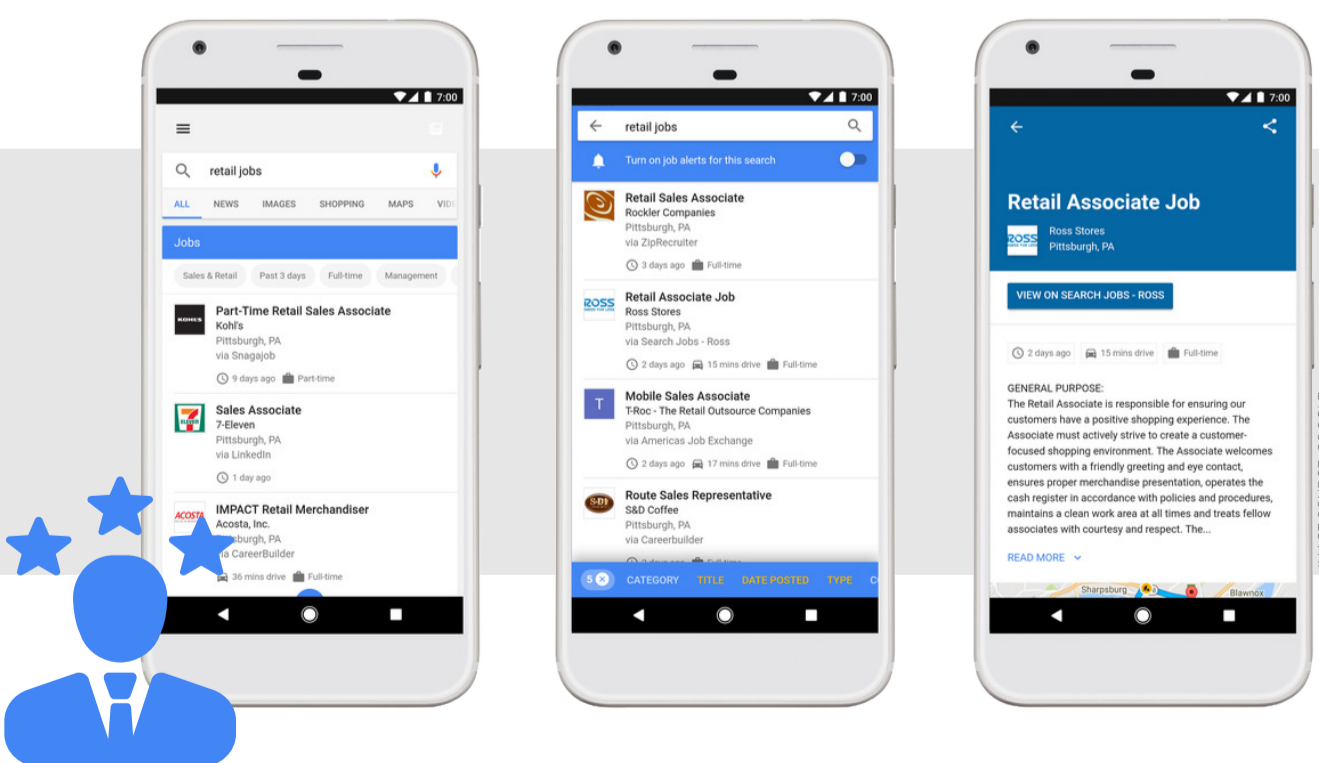 7:00
retail jobs
ALL NEWS IMAGES SHOPPING MAPS
Jobs
Sales & Retail Past 3 days Full-time Management
KOHL'S
Part-Time Retail Sales Associate
Kohl's
Pittsburgh, PA
via Snagajob
9 days ago Part-time
7
ELEVEN
Sales Associate
7-Eleven
Pittsburgh, PA
via LinkedIn
1 day ago
ACOSTA
IMPACT Retail Merchandiser
Acosta, Inc.
CareerBuilder
36 mins drive Full-time
7:00
retail jobs
Turn on job alerts for this search
Retail Sales Associate
Rockler Companies
Pittsburgh, PA
via ZipRecruiter
3 days ago Full-time
ROSS
Retail Associate Job
Ross Stores
Pittsburgh, PA
via Search Jobs - Ross
2 days ago 15 mins drive Full-time
T
Mobile Sales Associate
T-Roc - The Retail Outsource Companies
Pittsburgh, PA
via Americas Job Exchange
2 days ago 17 mins drive Full-time
S&D
Route Sales Representative
S&D Coffee
Pittsburgh, PA
via Careerbuilder
5 CATEGORY TITLE DATE POSTED TYPE
7:00
Retail Associate Job
ROSS
Ross Stores
Pittsburgh, PA
VIEW ON SEARCH JOBS - ROSS
2 days ago 15 mins drive Full-time
GENERAL PURPOSE:
The Retail Associate is responsible for ensuring our
customers have a positive shopping experience. The
Associate must actively strive to create a customer-
focused shopping environment. The Associate welcomes
customers with a friendly greeting and eye contact,
ensures proper merchandise presentation, operates the
cash register in accordance with policies and procedures,
maintains a clean work area at all times and treats fellow
associates with courtesy and respect. The...
READ MORE
Sharpsburg Blawnox